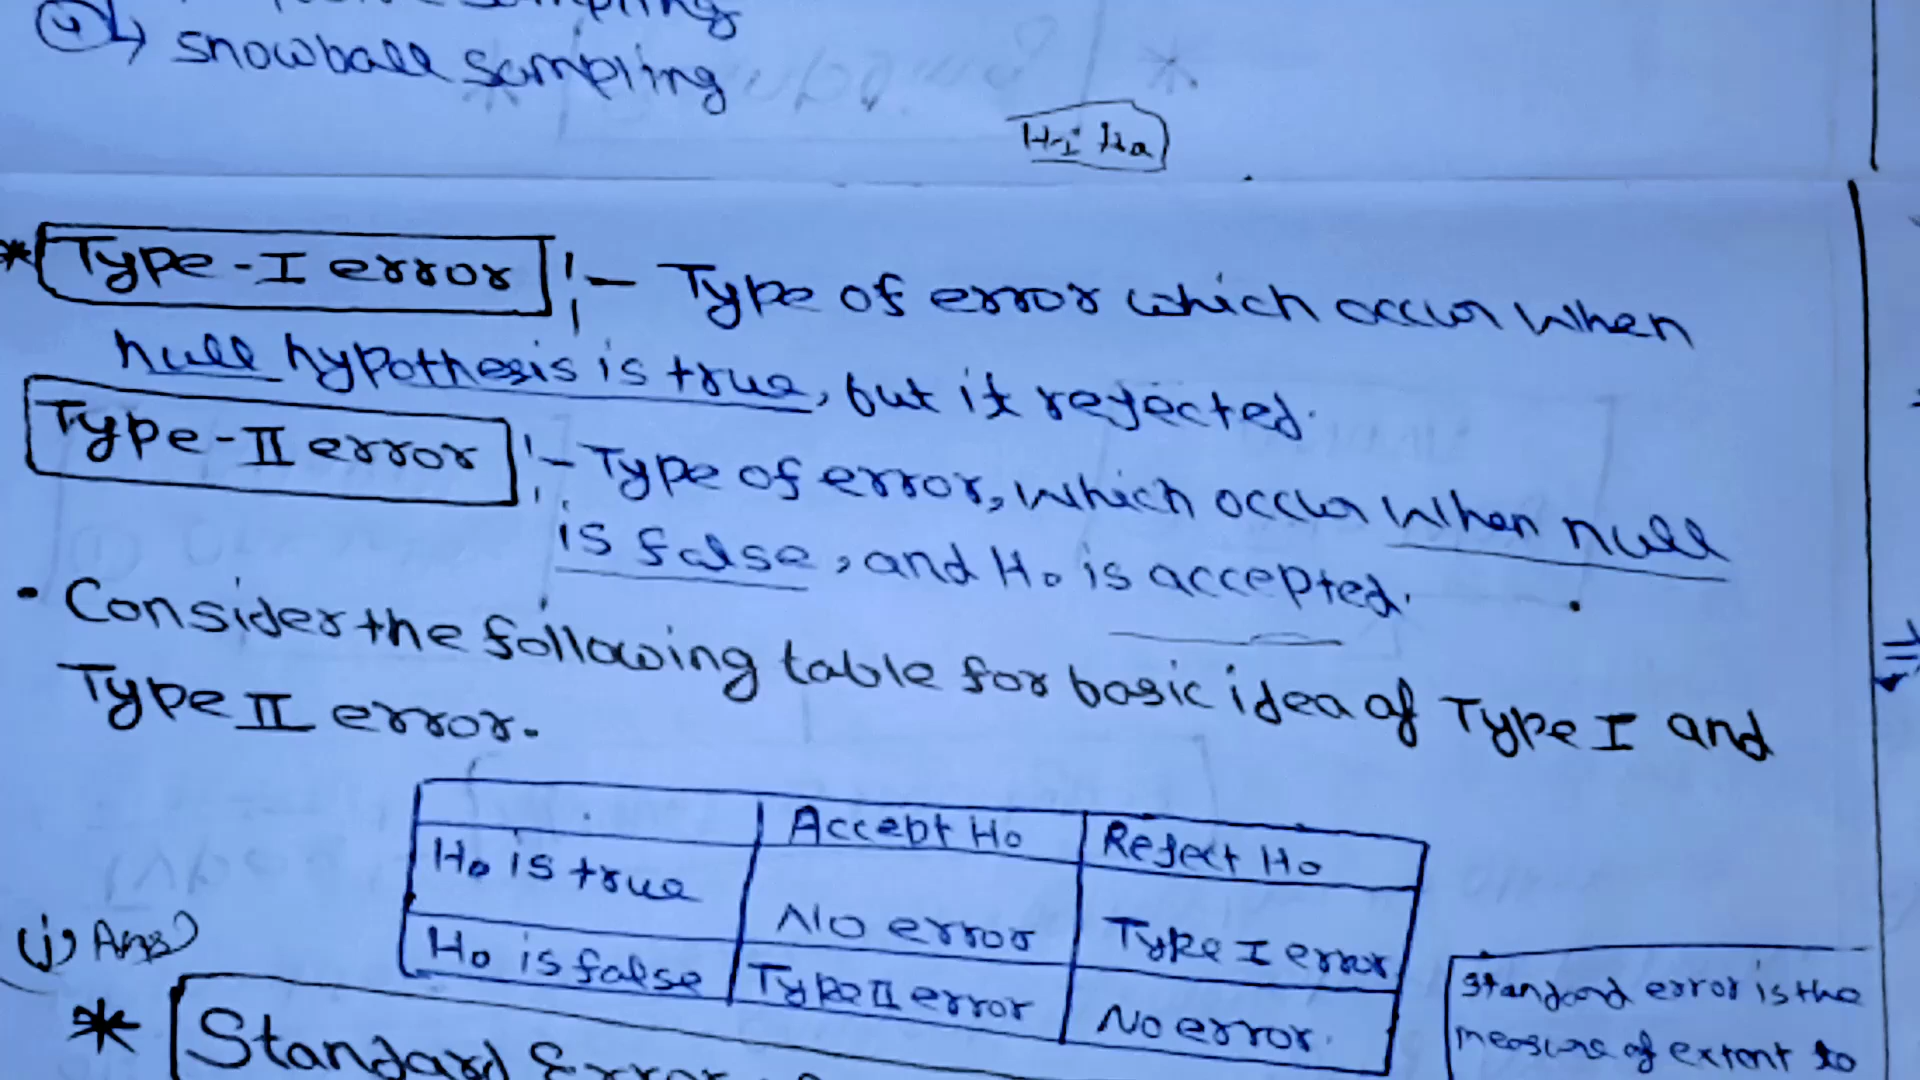 ④↳ snowball sampling
H1: Ha
* Type-I error :- Type of error which occur when
null hypothesis is true, but it rejected.
Type-II error :- Type of error, which occur when null
is false, and H0 is accepted.
• Consider the following table for basic idea of Type I and
Type II error.
Accept H0 Reject H0
H0 is true No error Type I error
H0 is false Type II error No error.
(j) Ans)
* Standard Error
Standard error is the
measure of extent to